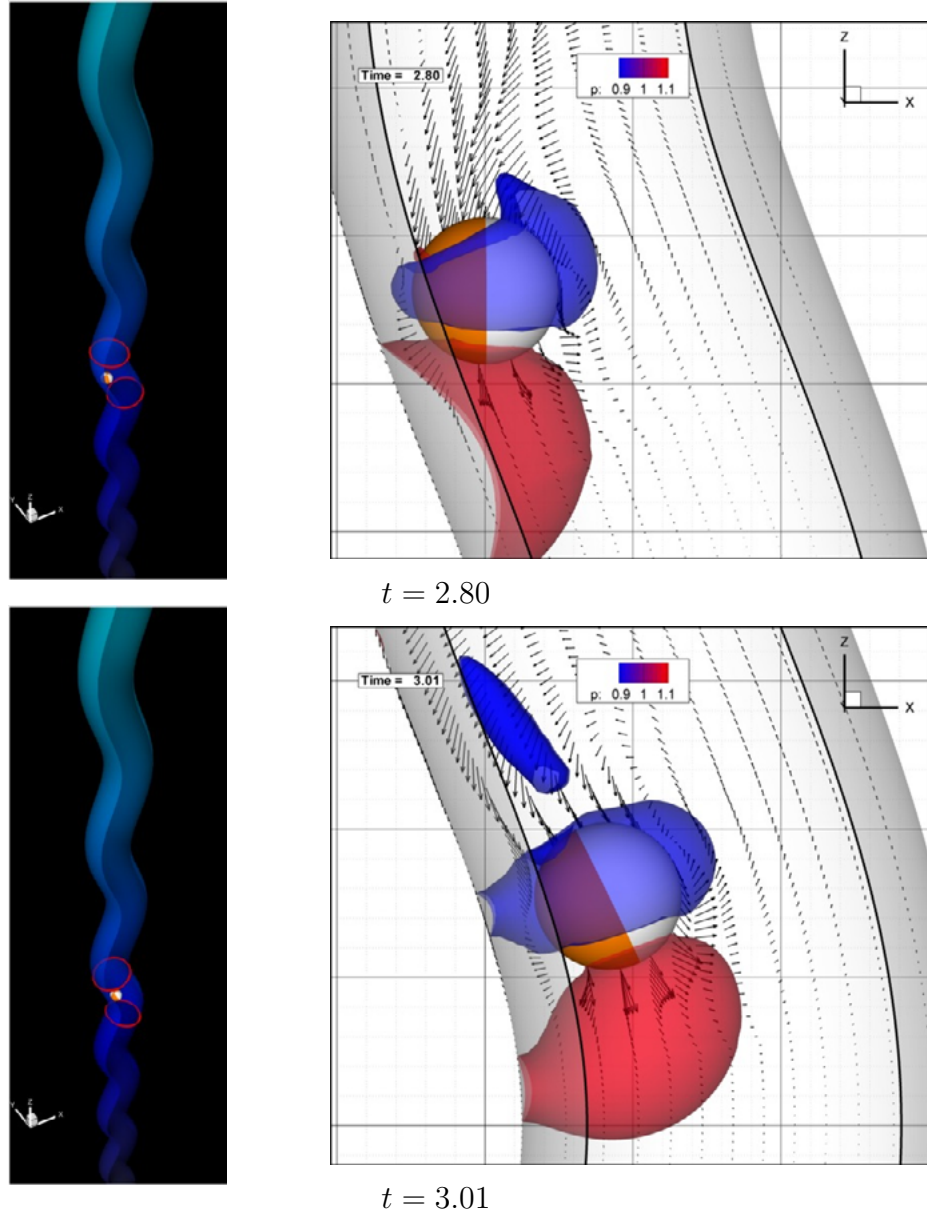 Time = 2.80
p: 0.9 1 1.1
Z
X
Y Z X
t = 2.80
Time = 3.01
p: 0.9 1 1.1
Z
X
Y Z X
t = 3.01